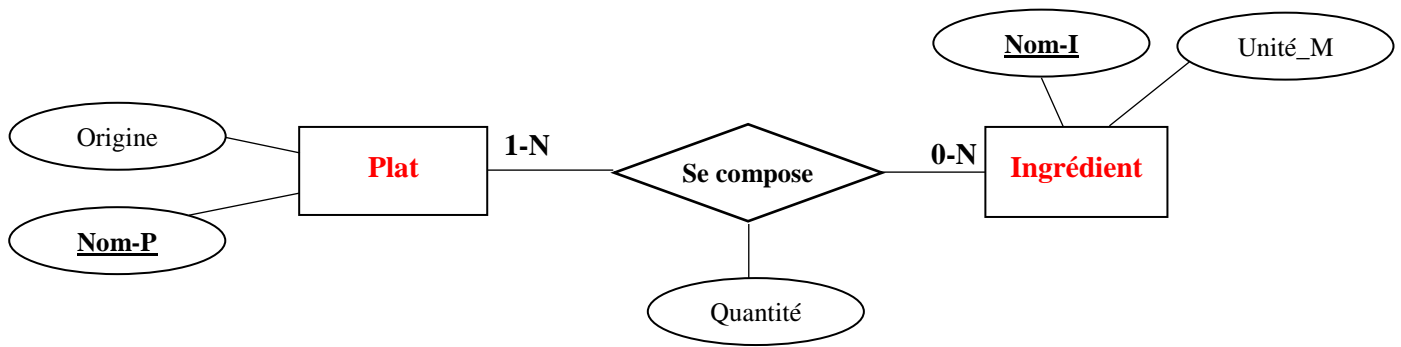 Nom-I
Unité_M
Origine
Plat
1-N
Se compose
0-N
Ingrédient
Nom-P
Quantité